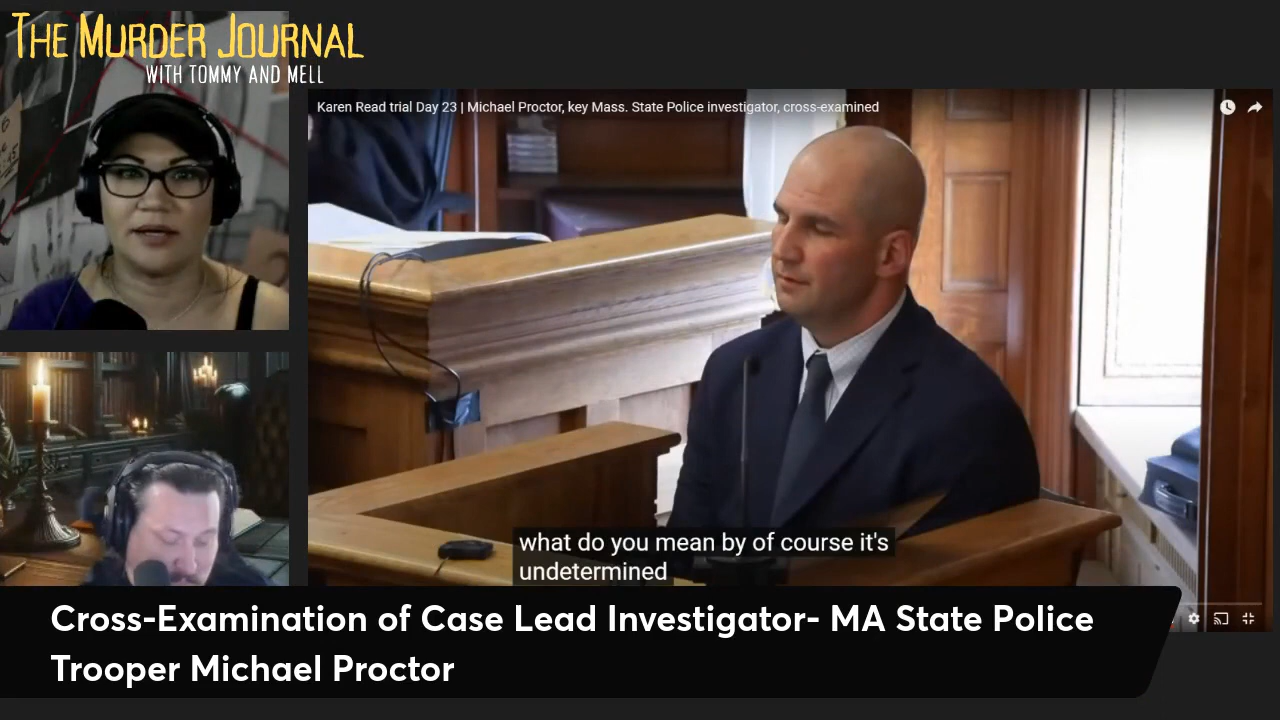 THE MURDER JOURNAL
WITH TOMMY AND MELL
Karen Read trial Day 23 | Michael Proctor, key Mass. State Police investigator, cross-examined
what do you mean by of course it's
undetermined
Cross-Examination of Case Lead Investigator- MA State Police
Trooper Michael Proctor